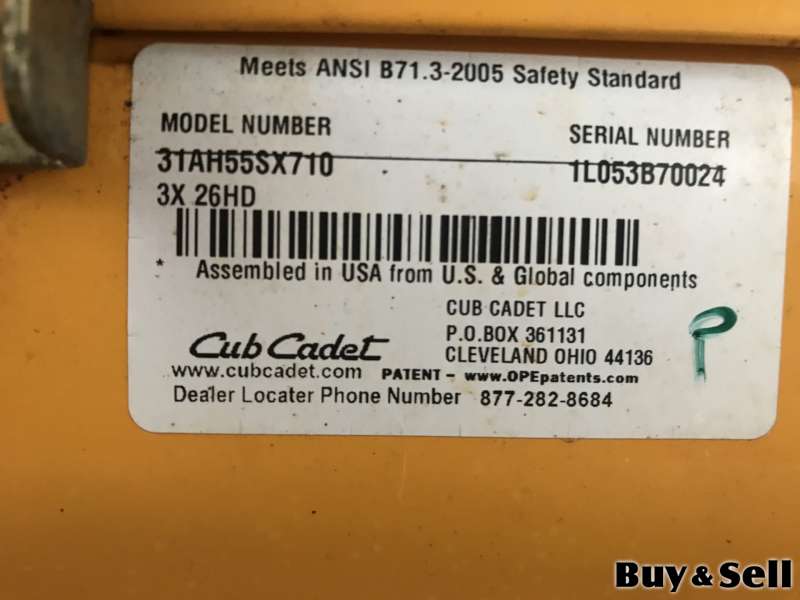 Meets ANSI B71.3-2005 Safety Standard
MODEL NUMBER
SERIAL NUMBER
31AH55SX710
1L053B70024
3X 26HD
* Assembled in USA from U.S. & Global components
CUB CADET LLC
P.O.BOX 361131
CLEVELAND OHIO 44136
Cub Cadet
www.cubcadet.com
PATENT - www.OPEpatents.com
Dealer Locater Phone Number 877-282-8684
P
Buy & Sell